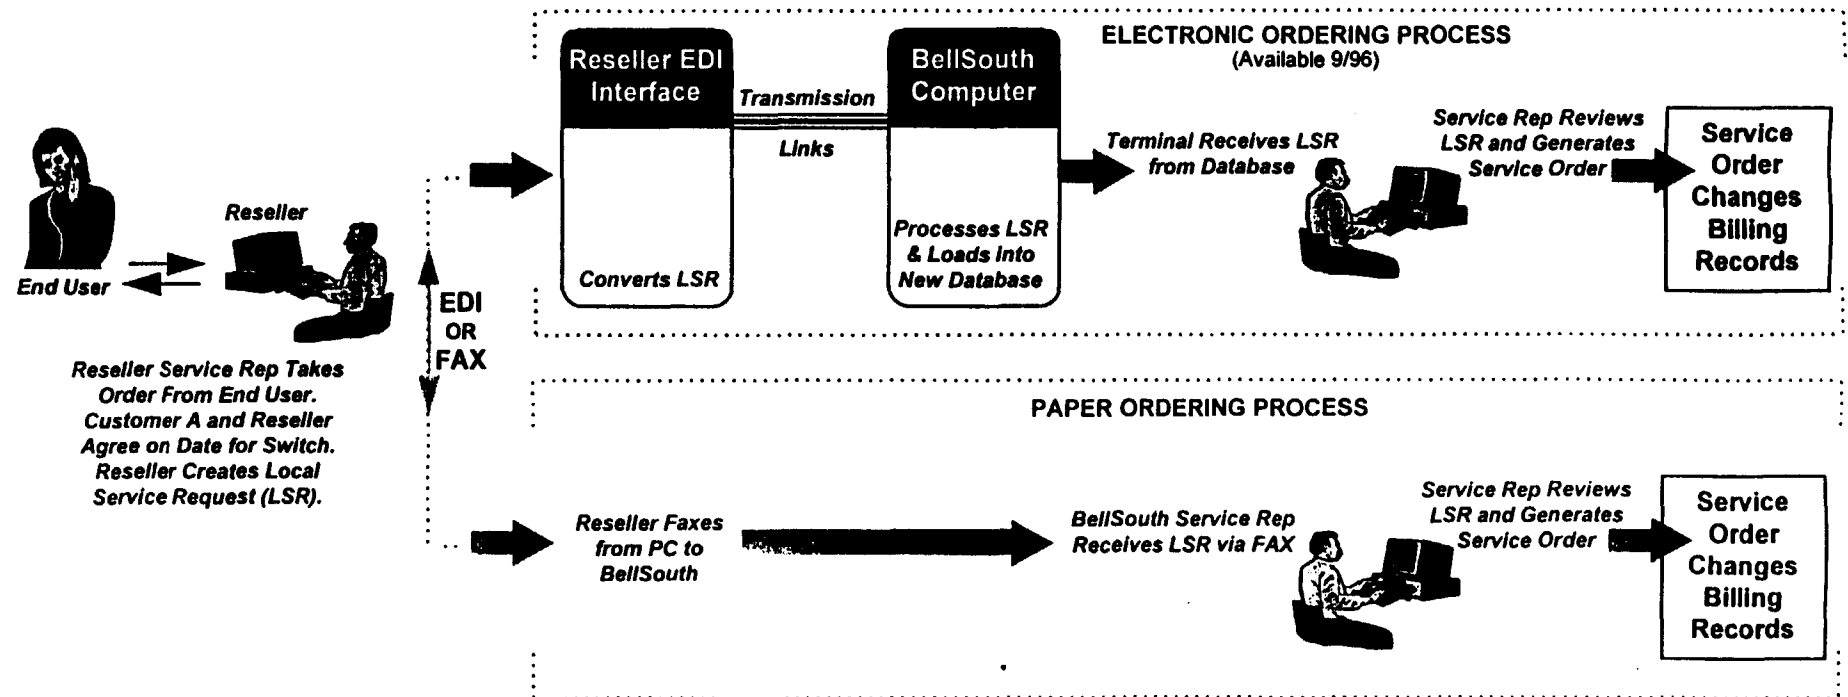 End User
Reseller
Reseller Service Rep Takes
Order From End User.
Customer A and Reseller
Agree on Date for Switch.
Reseller Creates Local
Service Request (LSR).
EDI
OR
FAX
ELECTRONIC ORDERING PROCESS
(Available 9/96)
Reseller EDI
Interface
Converts LSR
Transmission
Links
BellSouth
Computer
Processes LSR
& Loads Into
New Database
Terminal Receives LSR
from Database
Service Rep Reviews
LSR and Generates
Service Order
Service
Order
Changes
Billing
Records
PAPER ORDERING PROCESS
Reseller Faxes
from PC to
BellSouth
BellSouth Service Rep
Receives LSR via FAX
Service Rep Reviews
LSR and Generates
Service Order
Service
Order
Changes
Billing
Records